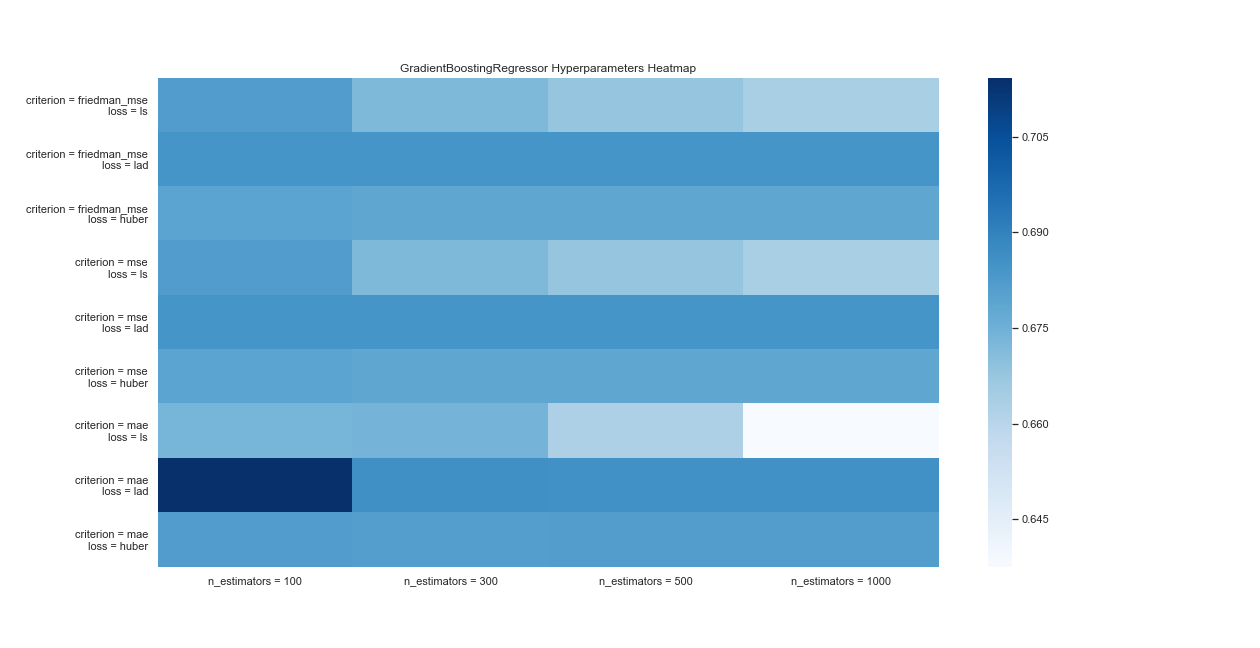 GradientBoostingRegressor Hyperparameters Heatmap
criterion = friedman_mse
loss = ls
criterion = friedman_mse
loss = lad
criterion = friedman_mse
loss = huber
criterion = mse
loss = ls
criterion = mse
loss = lad
criterion = mse
loss = huber
criterion = mae
loss = ls
criterion = mae
loss = lad
criterion = mae
loss = huber
n_estimators = 100
n_estimators = 300
n_estimators = 500
n_estimators = 1000
0.705
0.690
0.675
0.660
0.645